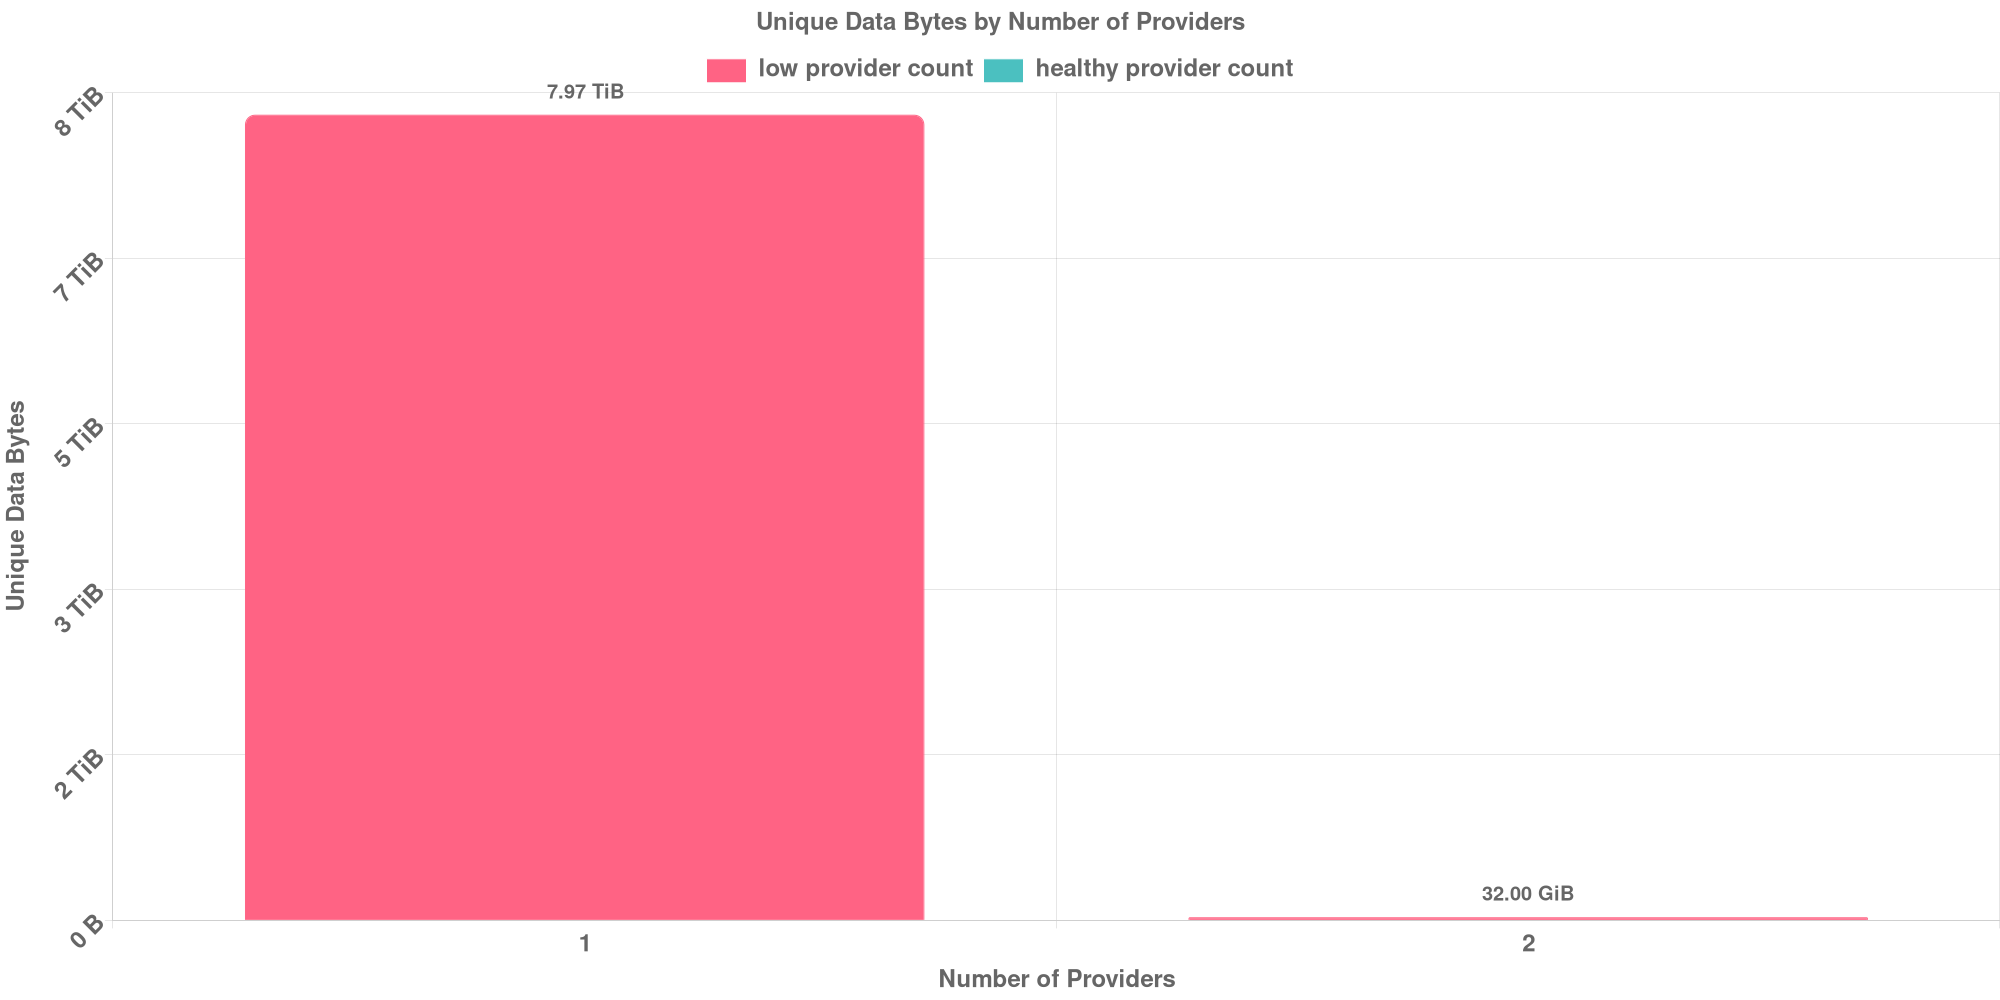 Unique Data Bytes by Number of Providers
low provider count healthy provider count
7.97 TiB
8 TiB
7 TiB
5 TiB
3 TiB
2 TiB
0 B
Unique Data Bytes
32.00 GiB
1 2
Number of Providers